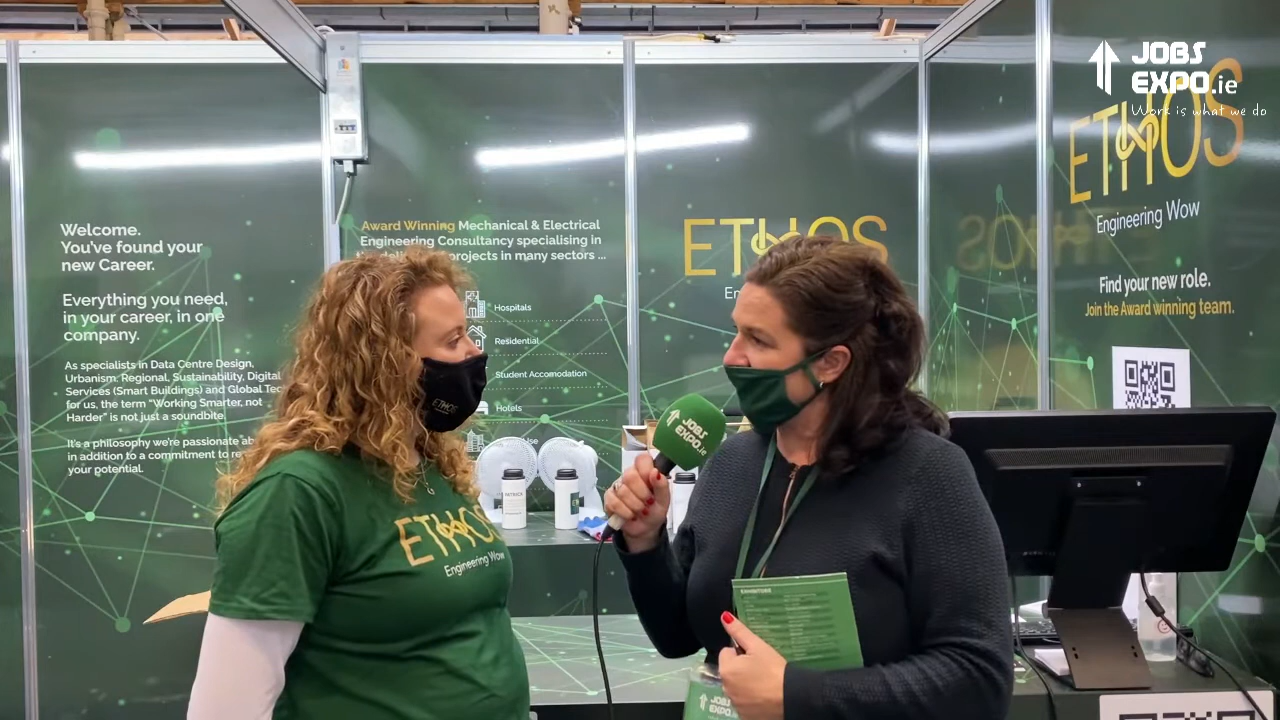 JOBS
EXPO.ie
Work is what we do
ETHOS
Engineering Wow
Find your new role.
Join the Award winning team.
Welcome.
You've found your
new Career.
Everything you need,
in your career, in one
company.
As specialists in Data Centre Design,
Urbanism: Regional, Sustainability, Digital
Services (Smart Buildings) and Global
for us, the term "Working Smarter, not
Harder" is not just a soundbite.
It's a philosophy we're passionate
in addition to a commitment to
your potential.
Award Winning Mechanical & Electrical
Engineering Consultancy specialising in
projects in many sectors ...
Hospitals
Residential
Student Accomodation
Hotels
ETHOS
ETHOS
ETHOS
Engineering Wow
JOBS
EXPO.ie
PATRICK
EXHIBITORS
JOBS
EXPO.ie